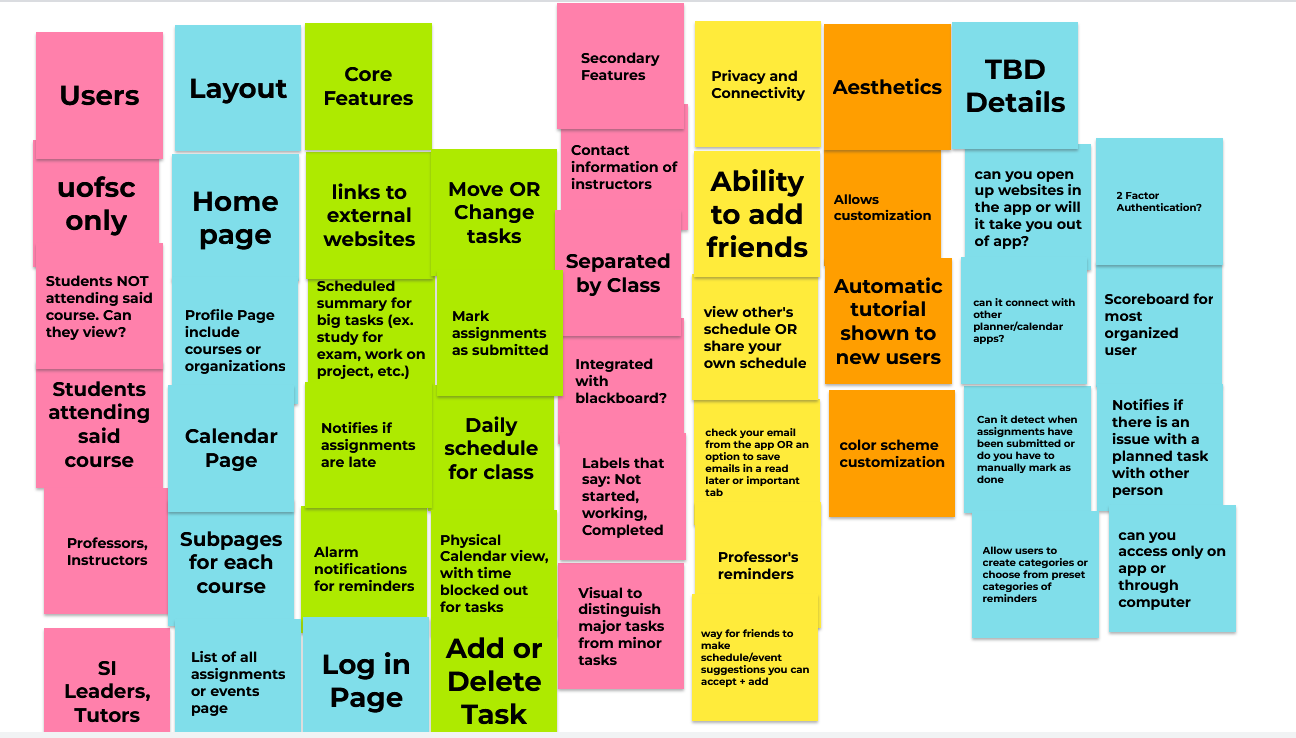 Users
uofsc
only
Students NOT
attending said
course. Can
they view?
Students
attending
said
course
Professors,
Instructors
SI
Leaders,
Tutors
Layout
Home
page
Profile Page
include
courses or
organizations
Calendar
Page
Subpages
for each
course
List of all
assignments
or events
page
Log in
Page
Core
Features
links to
external
websites
Scheduled
summary for
big tasks (ex.
study for
exam, work on
project, etc.)
Notifies if
assignments
are late
Alarm
notifications
for reminders
Move OR
Change
tasks
Mark
assignments
as submitted
Daily
schedule
for class
Physical
Calendar view,
with time
blocked out
for tasks
Add or
Delete
Task
Secondary
Features
Contact
information of
instructors
Separated
by Class
Integrated
with
blackboard?
Labels that
say: Not
started,
working,
Completed
Visual to
distinguish
major tasks
from minor
tasks
Privacy and
Connectivity
Ability
to add
friends
view other's
schedule OR
share your
own schedule
check your email
from the app OR an
option to save
emails in a read
later or important
tab
Professor's
reminders
way for friends to
make
schedule/event
suggestions you can
accept + add
Aesthetics
Allows
customization
Automatic
tutorial
shown to
new users
color scheme
customization
TBD
Details
can you open
up websites in
the app or will
it take you out
of app?
can it connect with
other
planner/calendar
apps?
Can it detect when
assignments have
been submitted or
do you have to
manually mark as
done
Allow users to
create categories or
choose from preset
categories of
reminders
2 Factor
Authentication?
Scoreboard for
most
organized
user
Notifies if
there is an
issue with a
planned task
with other
person
can you
access only on
app or
through
computer